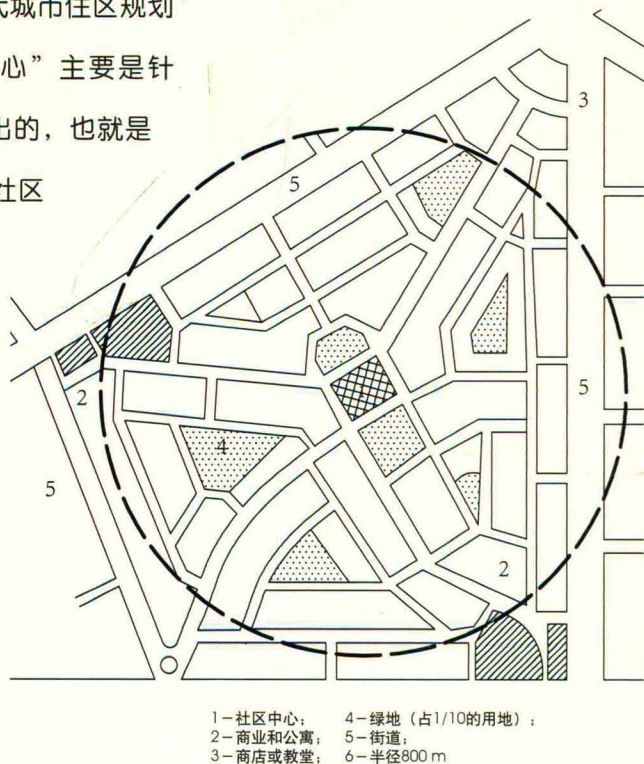 代城市住区规划
心”主要是针
出的，也就是
社区
3
5
5
2
4
5
2
1－社区中心； 4－绿地（占1/10的用地）；
2－商业和公寓； 5－街道；
3－商店或教堂； 6－半径800 m